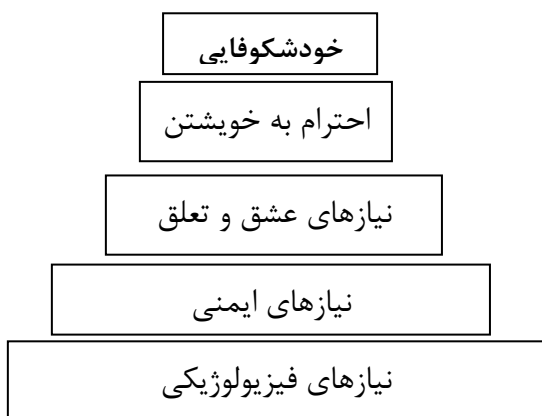 خودشکوفایی
احترام به خویشتن
نیازهای عشق و تعلق
نیازهای ایمنی
نیازهای فیزیولوژیکی